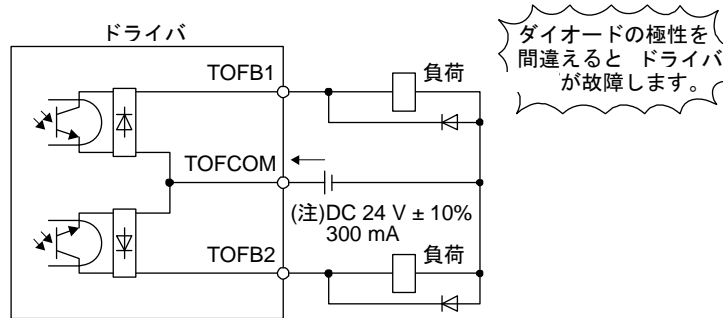 ドライバ
ダイオードの極性を
間違えると ドライバ
が故障します。
TOFB1
負荷
TOFCOM
(注)DC 24 V ± 10%
300 mA
TOFB2
負荷